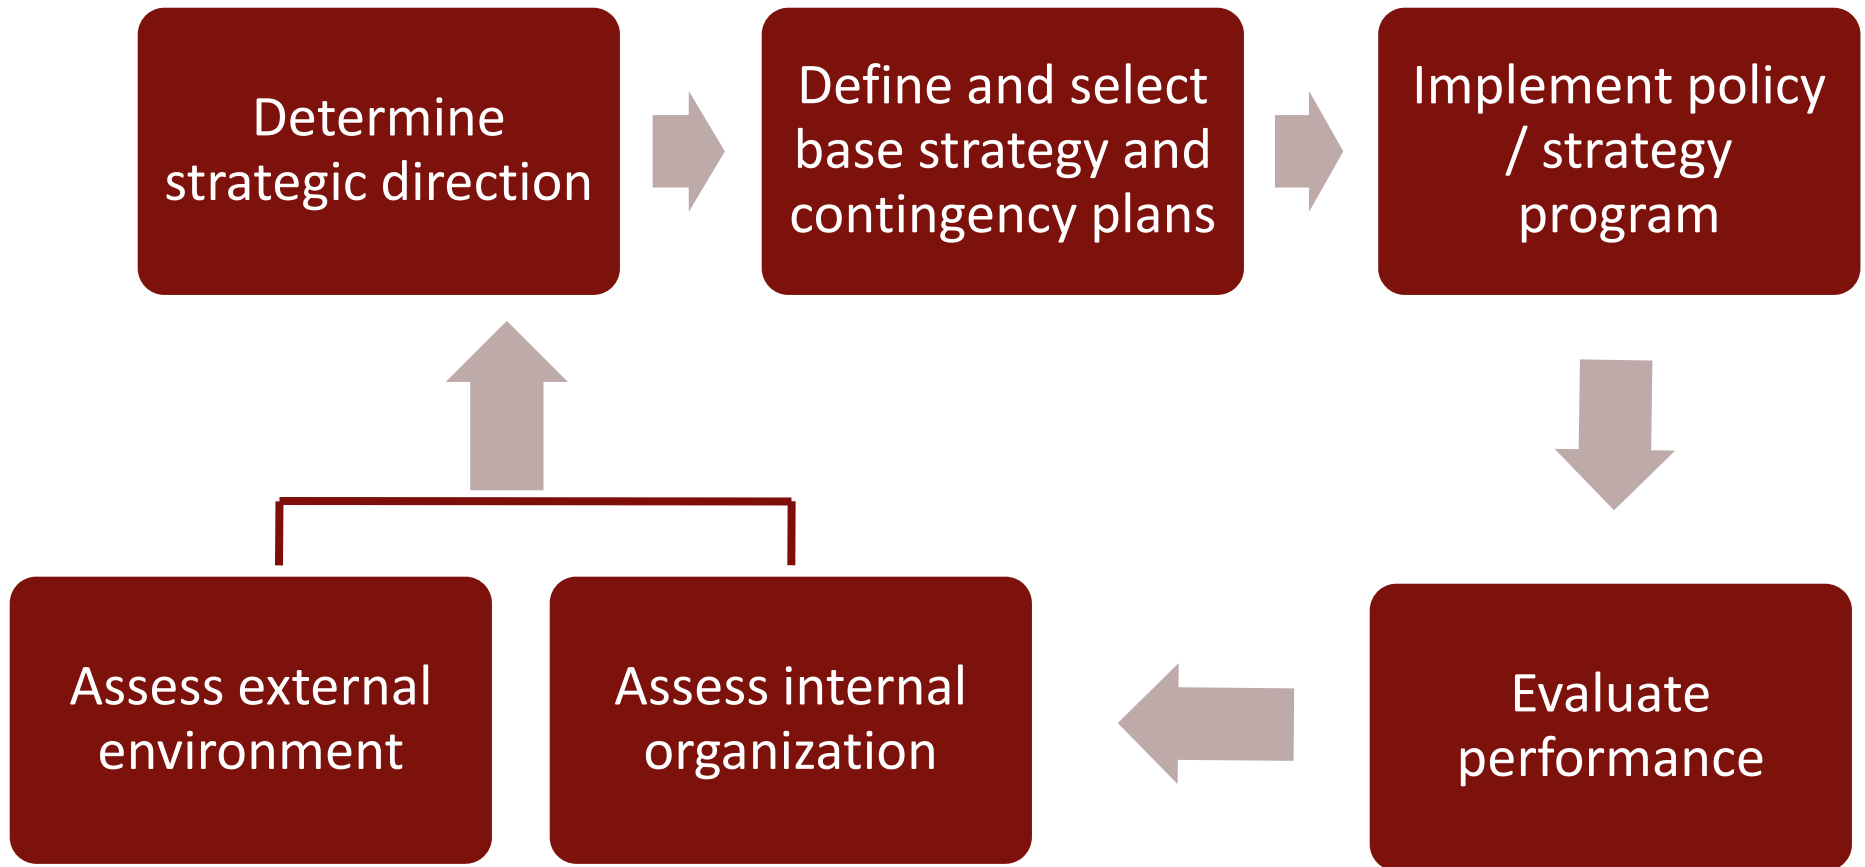 Determine
strategic direction
Define and select
base strategy and
contingency plans
Implement policy
/ strategy
program
Assess external
environment
Assess internal
organization
Evaluate
performance